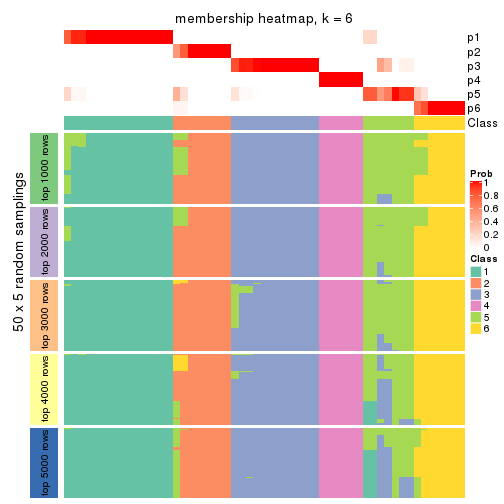 membership heatmap, k = 6
p1
p2
p3
p4
p5
p6
Class
50 x 5 random samplings
top 1000 rows
top 2000 rows
top 3000 rows
top 4000 rows
top 5000 rows
Prob
1
0.8
0.6
0.4
0.2
0
Class
1
2
3
4
5
6